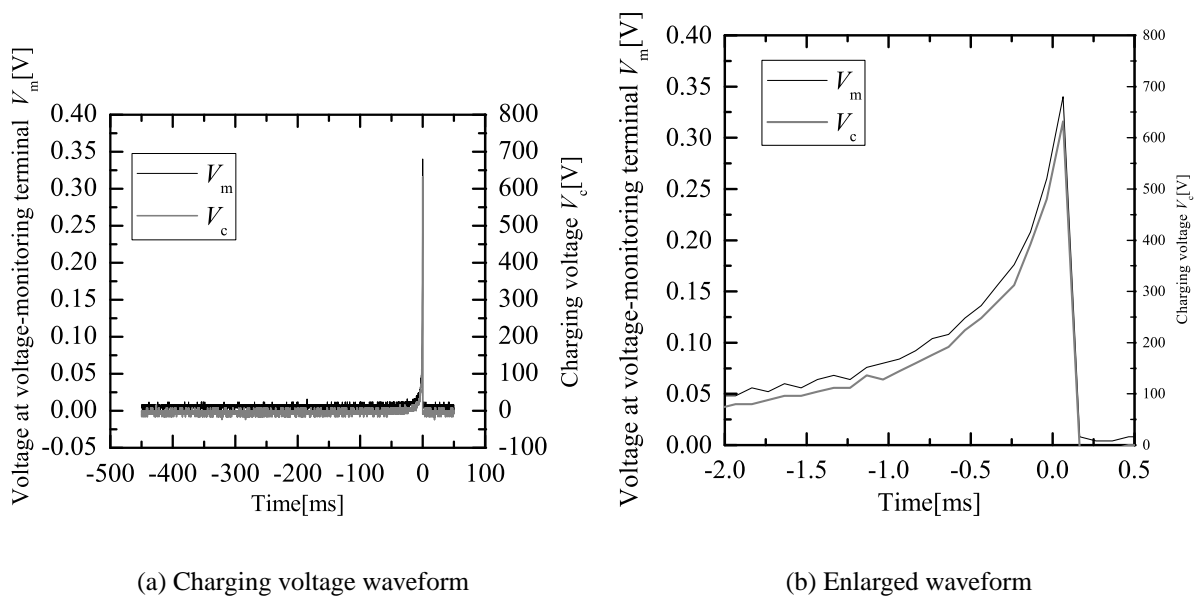 Voltage at voltage-monitoring terminal Vm[V]
0.40
0.35
0.30
0.25
0.20
0.15
0.10
0.05
0.00
-0.05
Vm
Vc
800
700
600
500
400
300
200
100
0
-100
Charging voltage Vc[V]
-500 -400 -300 -200 -100 0 100
Time[ms]
(a) Charging voltage waveform
Voltage at voltage-monitoring terminal Vm[V]
0.40
0.35
0.30
0.25
0.20
0.15
0.10
0.05
0.00
Vm
Vc
800
700
600
500
400
300
200
100
0
Charging voltage Vc[V]
-2.0 -1.5 -1.0 -0.5 0.0 0.5
Time[ms]
(b) Enlarged waveform